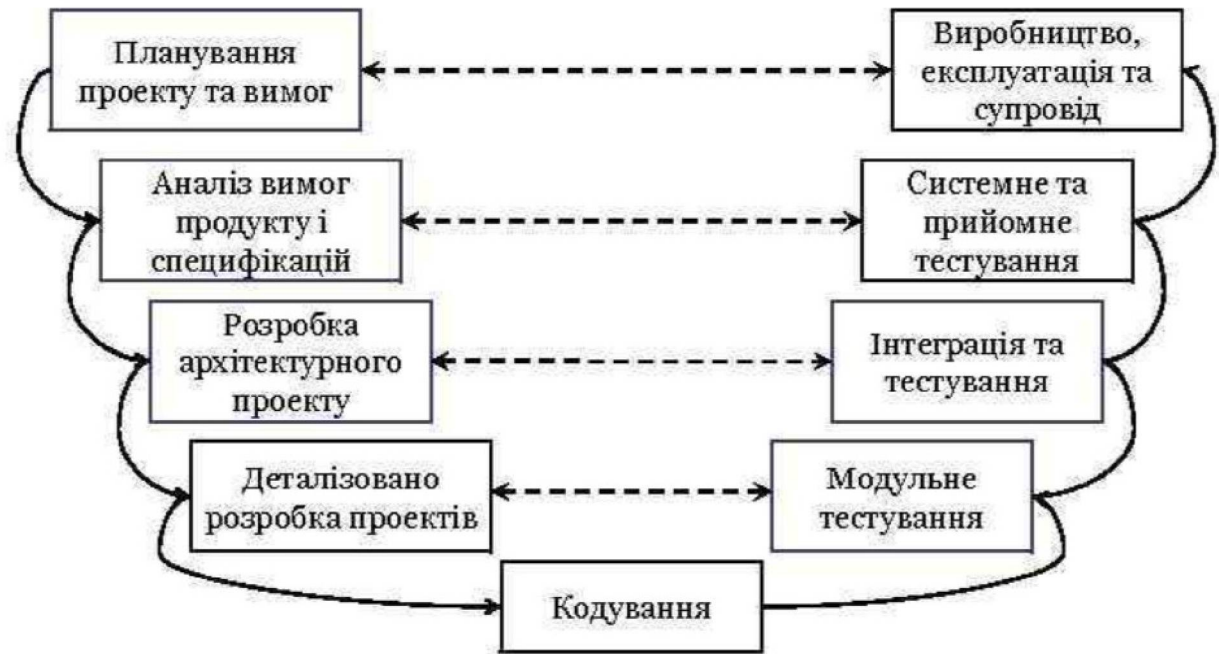 Планування
проекту та вимог
Виробництво,
експлуатація та
супровід
Аналіз вимог
продукту і
специфікацій
Системне та
прийомне
тестування
Розробка
архітектурного
проекту
Інтеграція та
тестування
Деталізовано
розробка проектів
Модульне
тестування
Кодування